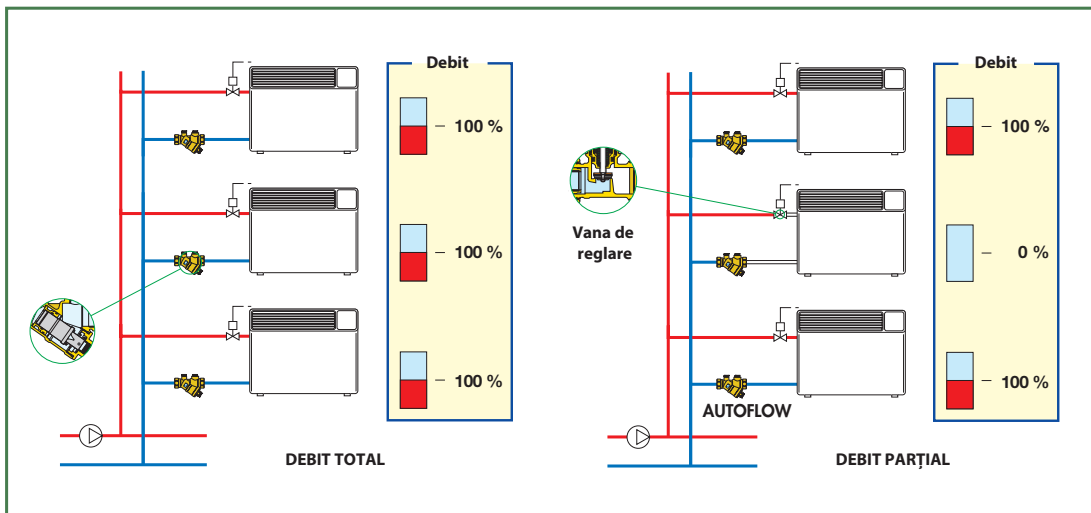 Debit
100 %
100 %
100 %
DEBIT TOTAL
Debit
100 %
Vana de
reglare
0 %
100 %
AUTOFLOW
DEBIT PARȚIAL